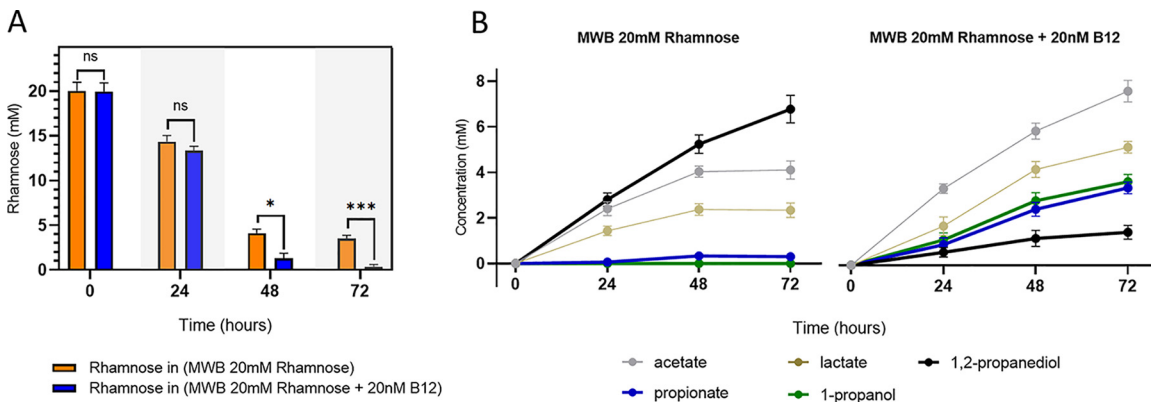 A
ns
ns
*
***
Rhamnose (mM)
20
15
10
5
0
0 24 48 72
Time (hours)
Rhamnose in (MWB 20mM Rhamnose)
Rhamnose in (MWB 20mM Rhamnose + 20nM B12)
B
MWB 20mM Rhamnose
MWB 20mM Rhamnose + 20nM B12
Concentration (mM)
8
6
4
2
0
0 24 48 72
0 24 48 72
Time (hours)
acetate lactate 1,2-propanediol
propionate 1-propanol